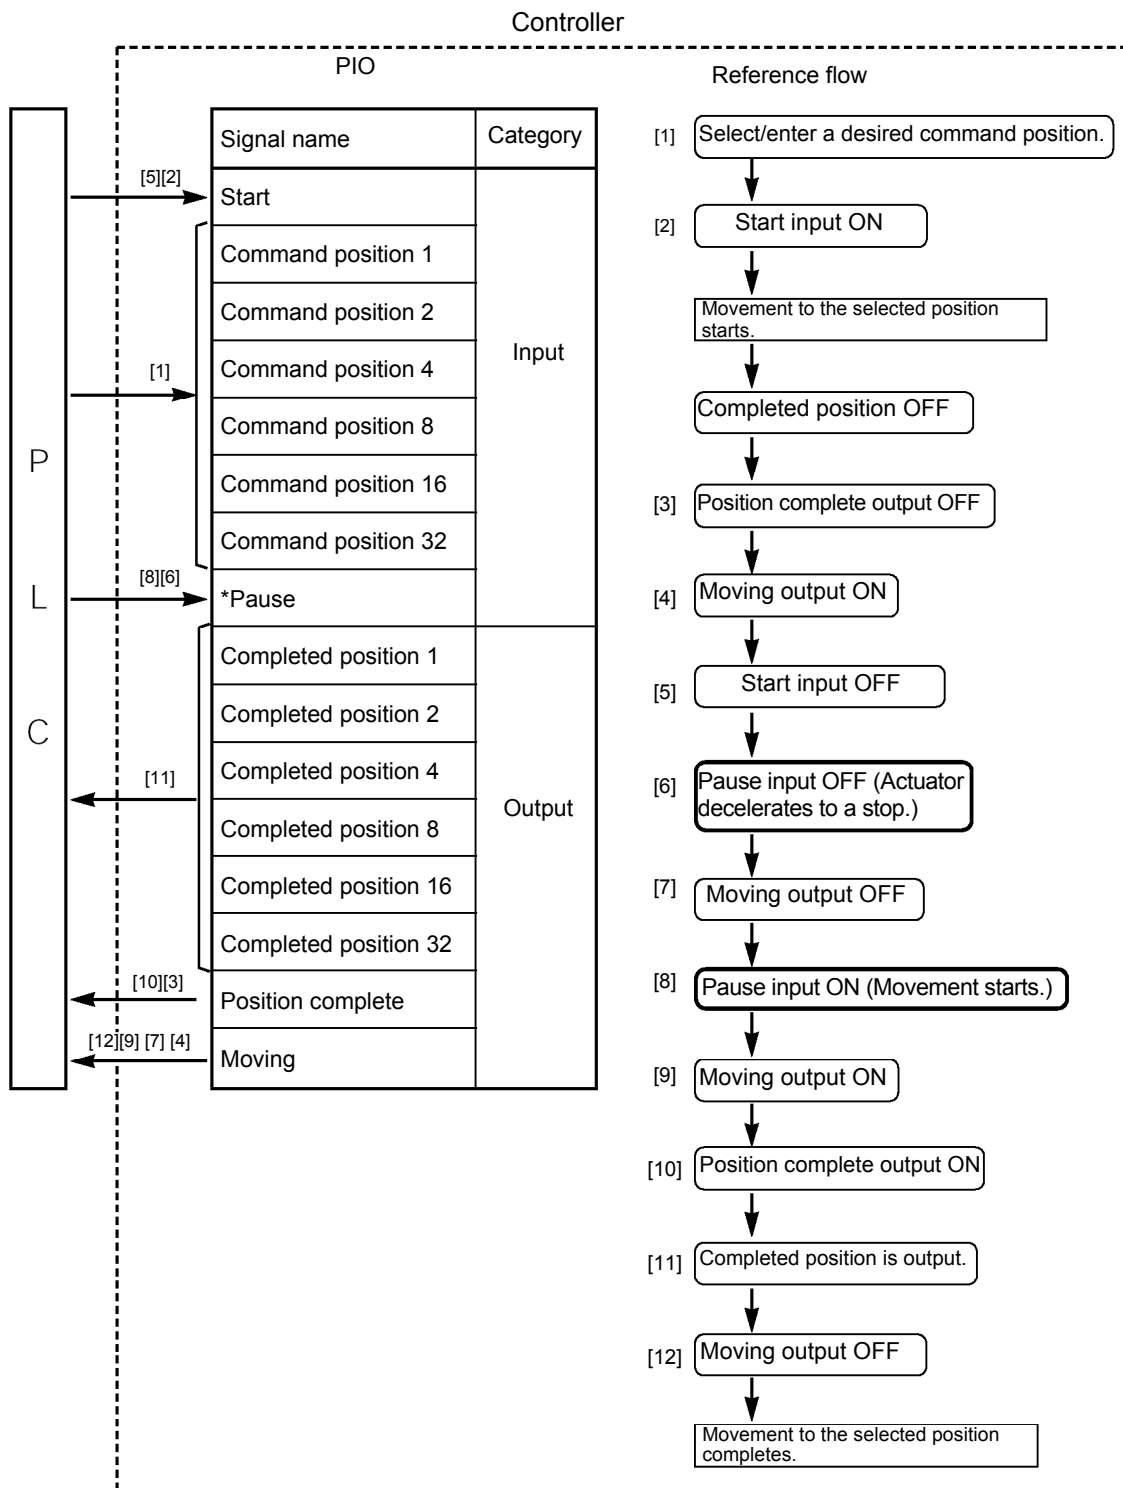 Controller
PIO
Reference flow
P
L
C
Signal name
Category
[5][2]
Start
Command position 1
Command position 2
[1]
Command position 4
Command position 8
Command position 16
Command position 32
Input
[8][6]
*Pause
Completed position 1
Completed position 2
[11]
Completed position 4
Completed position 8
Completed position 16
Completed position 32
Output
[10][3]
Position complete
[12][9] [7] [4]
Moving
[1]
Select/enter a desired command position.
[2]
Start input ON
Movement to the selected position
starts.
Completed position OFF
[3]
Position complete output OFF
[4]
Moving output ON
[5]
Start input OFF
[6]
Pause input OFF (Actuator
decelerates to a stop.)
[7]
Moving output OFF
[8]
Pause input ON (Movement starts.)
[9]
Moving output ON
[10]
Position complete output ON
[11]
Completed position is output.
[12]
Moving output OFF
Movement to the selected position
completes.